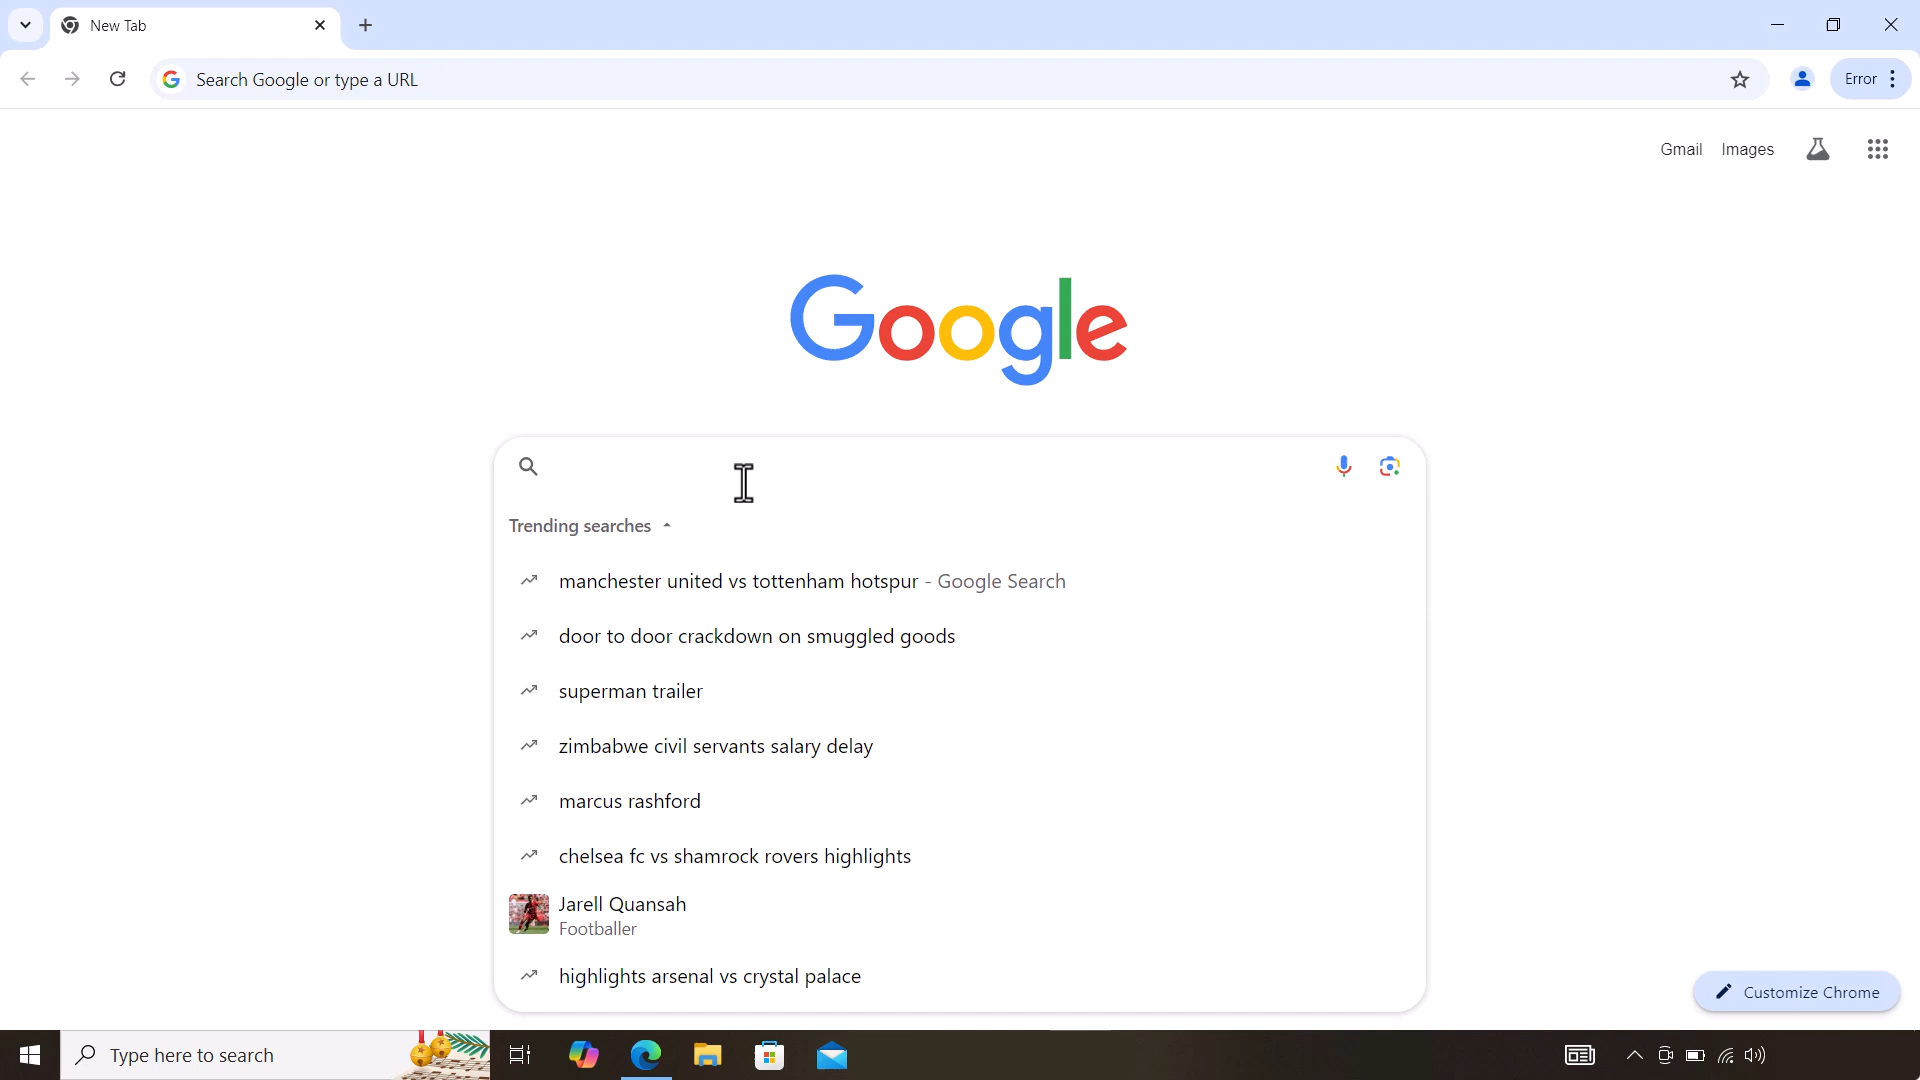 New Tab
Search Google or type a URL
Error
Gmail Images
Google
Trending searches
manchester united vs tottenham hotspur - Google Search
door to door crackdown on smuggled goods
superman trailer
zimbabwe civil servants salary delay
marcus rashford
chelsea fc vs shamrock rovers highlights
Jarell Quansah
Footballer
highlights arsenal vs crystal palace
Customize Chrome
Type here to search